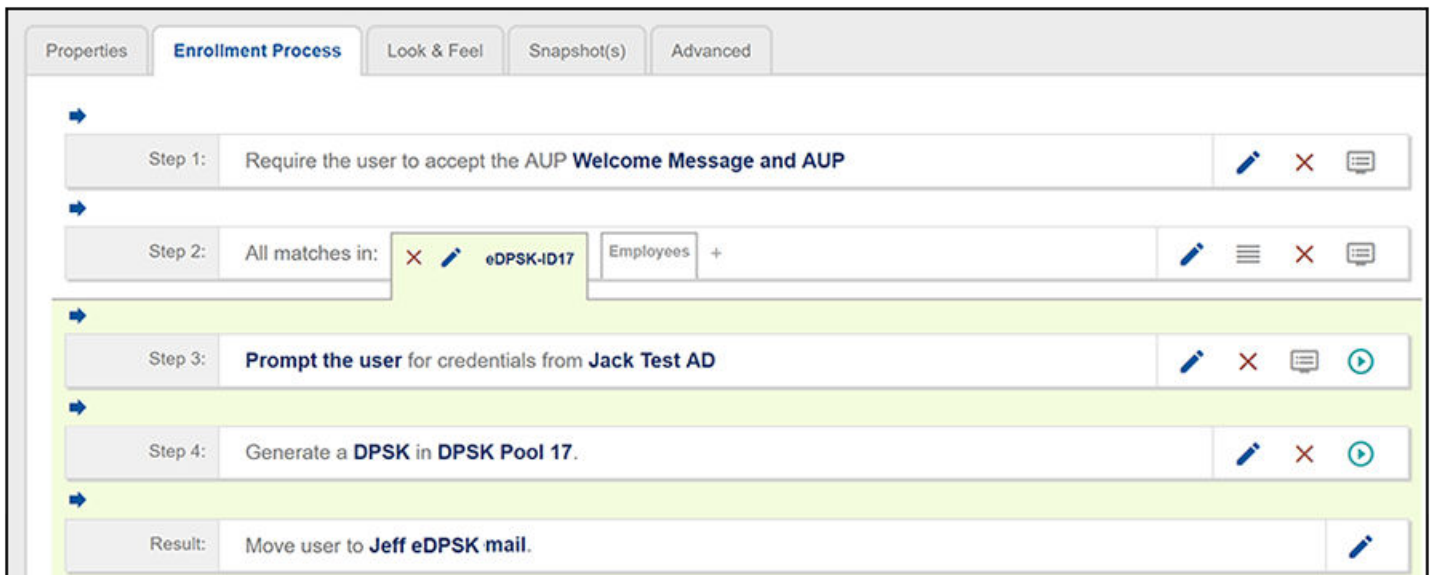 Properties Enrollment Process Look & Feel Snapshot(s) Advanced
Step 1: Require the user to accept the AUP Welcome Message and AUP
Step 2: All matches in: eDPSK-ID17 Employees +
Step 3: Prompt the user for credentials from Jack Test AD
Step 4: Generate a DPSK in DPSK Pool 17.
Result: Move user to Jeff eDPSK mail.